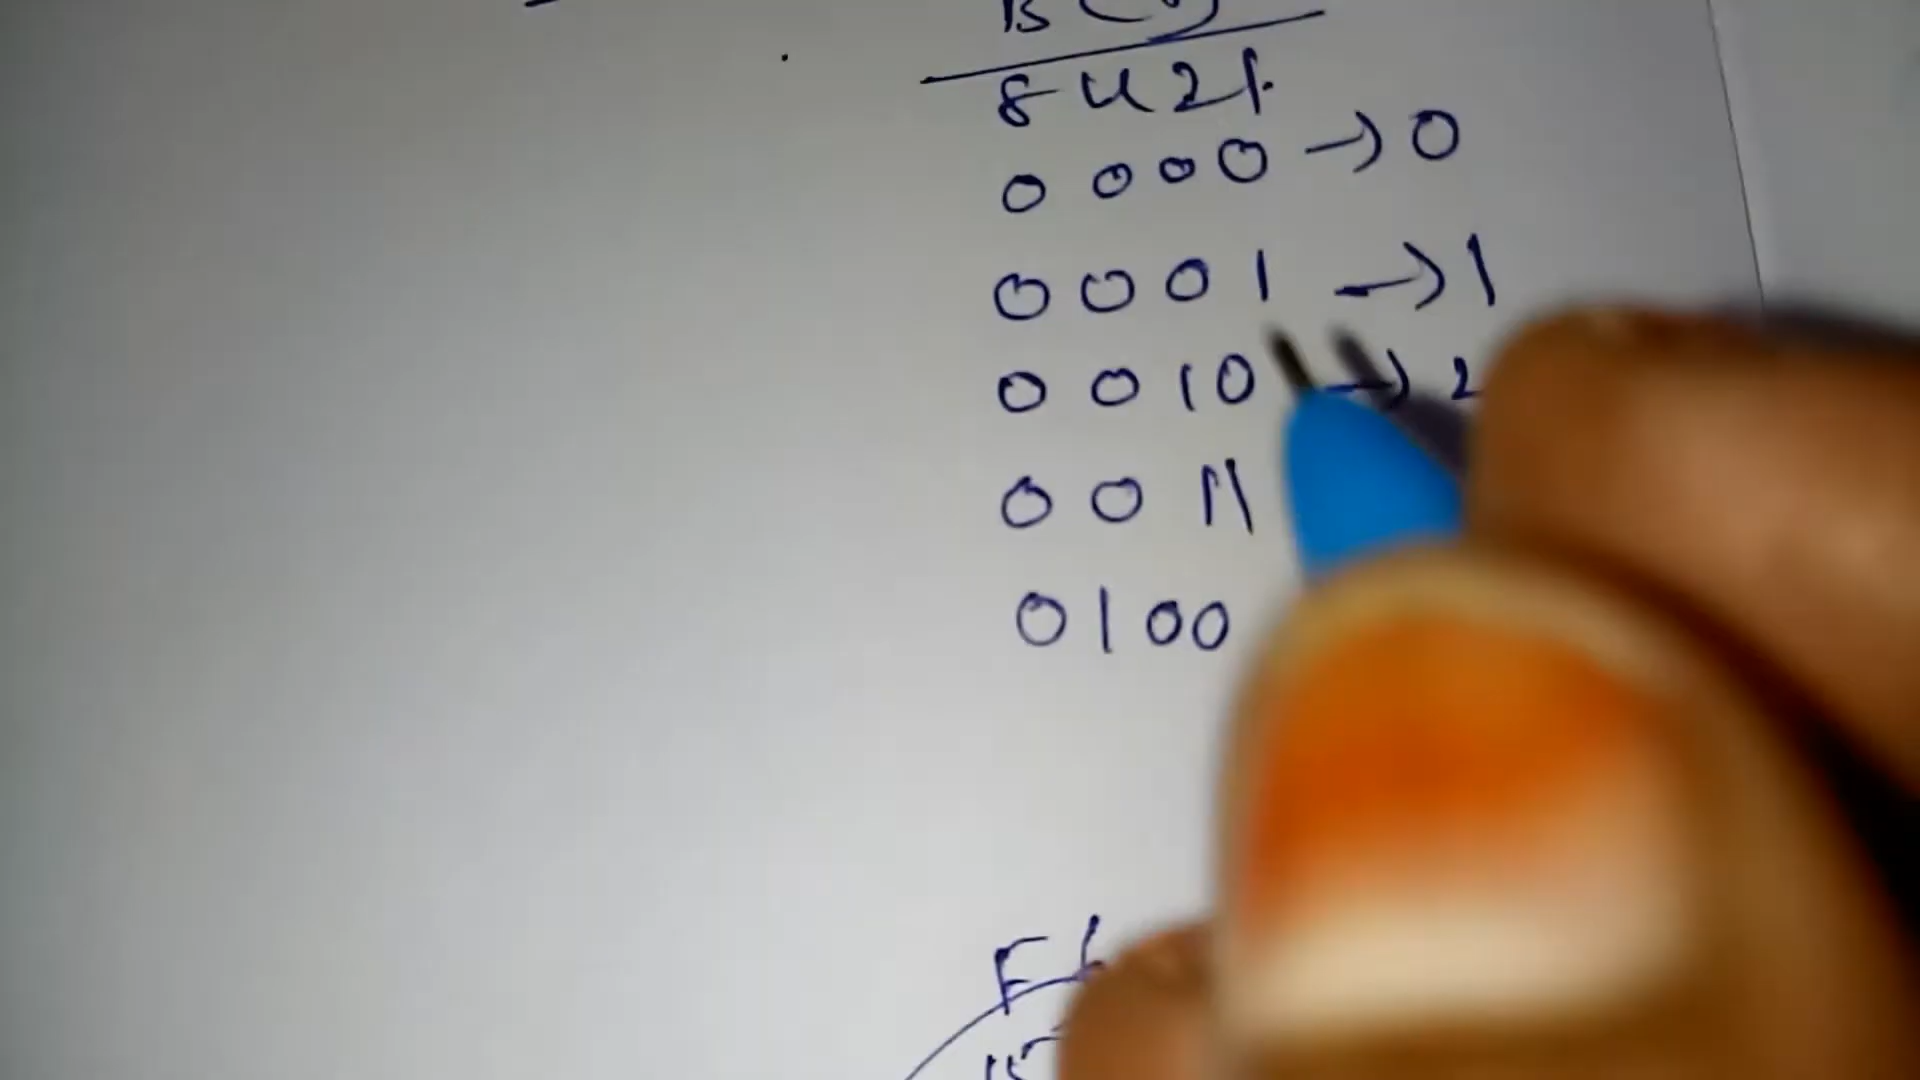 8421
0000 → 0
0001 → 1
0010 → 2
0011
0100